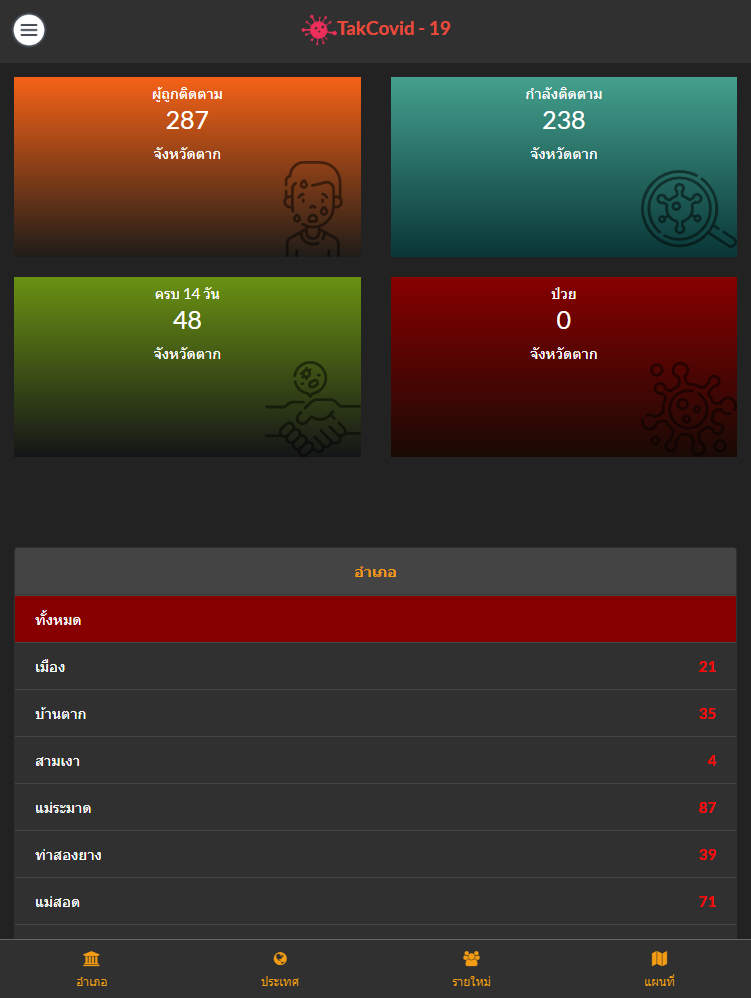 TakCovid - 19
ผู้ถูกติดตาม
287
จังหวัดตาก
กำลังติดตาม
238
จังหวัดตาก
ครบ 14 วัน
48
จังหวัดตาก
ป่วย
0
จังหวัดตาก
อำเภอ
ทั้งหมด
เมือง 21
บ้านตาก 35
สามเงา 4
แม่ระมาด 87
ท่าสองยาง 39
แม่สอด 71
อำเภอ ประเทศ รายใหม่ แผนที่